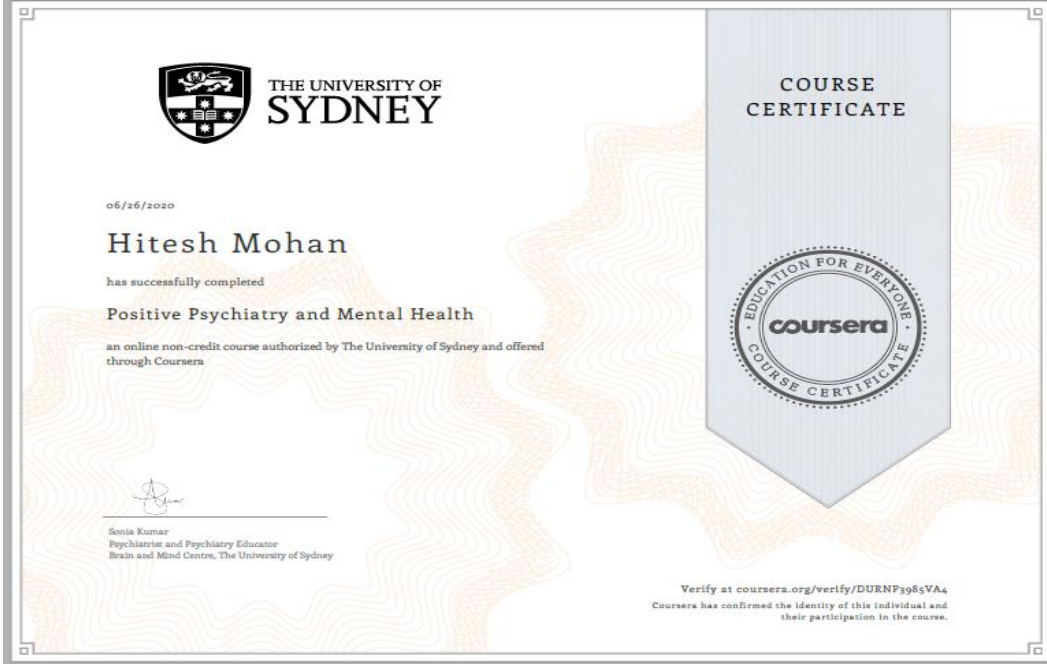 THE UNIVERSITY OF
SYDNEY
COURSE
CERTIFICATE
06/26/2020
Hitesh Mohan
has successfully completed
Positive Psychiatry and Mental Health
an online non-credit course authorized by The University of Sydney and offered
through Coursera
EDUCATION FOR EVERYONE
coursera
COURSE CERTIFICATE
Sonia Kumar
Psychiatrist and Psychiatry Educator
Brain and Mind Centre, The University of Sydney
Verify at coursera.org/verify/DURNP3985VA4
Coursera has confirmed the identity of this individual and
their participation in the course.